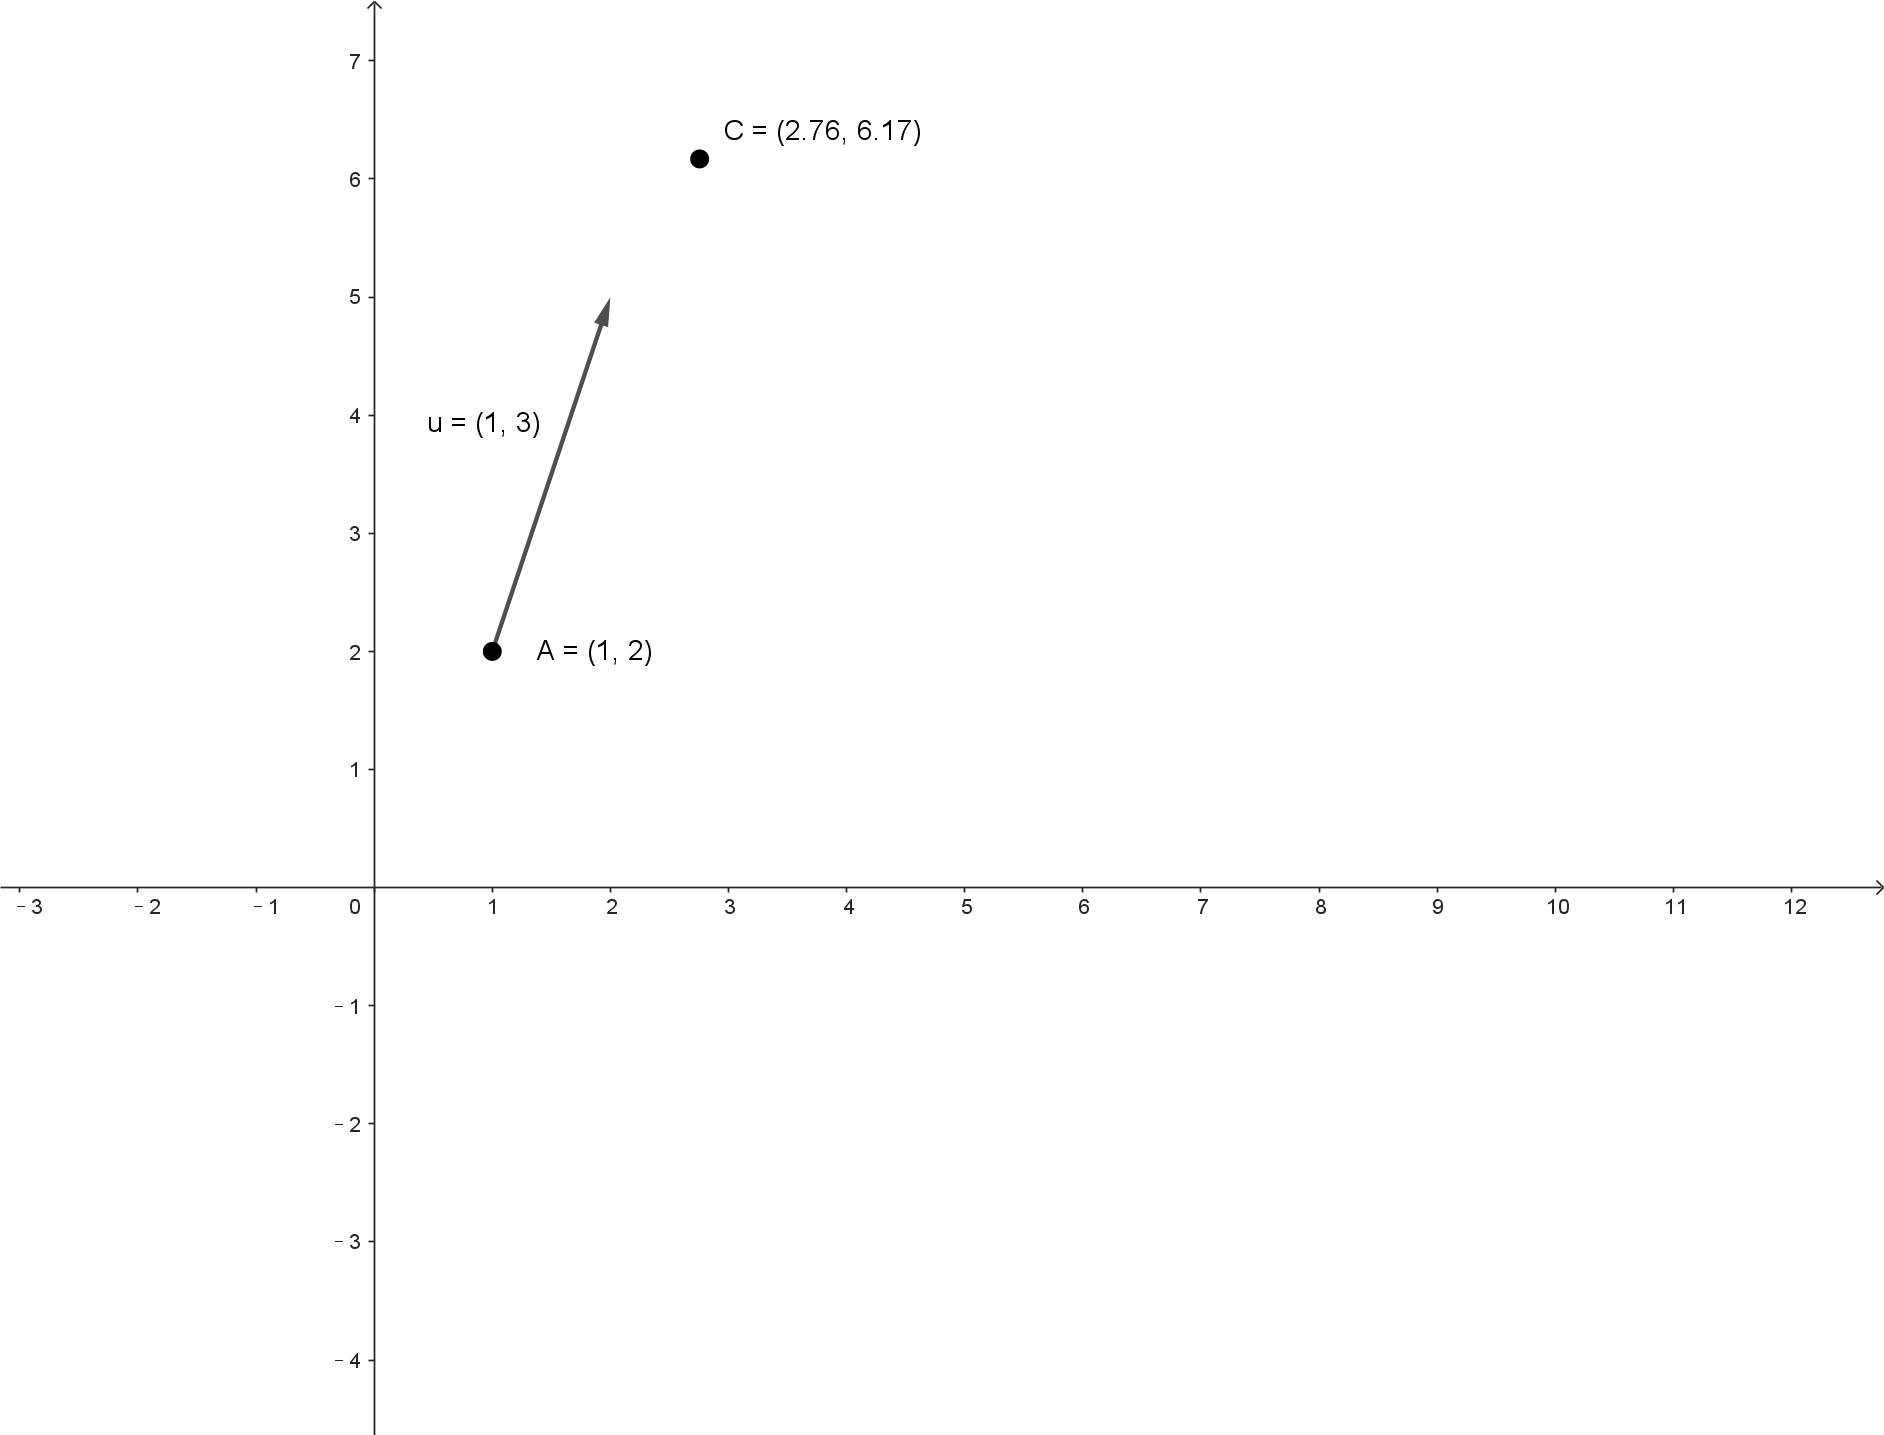 7
C = (2.76, 6.17)
6
5
4
u = (1, 3)
3
2
A = (1, 2)
1
− 3 − 2 − 1 0 1 2 3 4 5 6 7 8 9 10 11 12
− 1
− 2
− 3
− 4